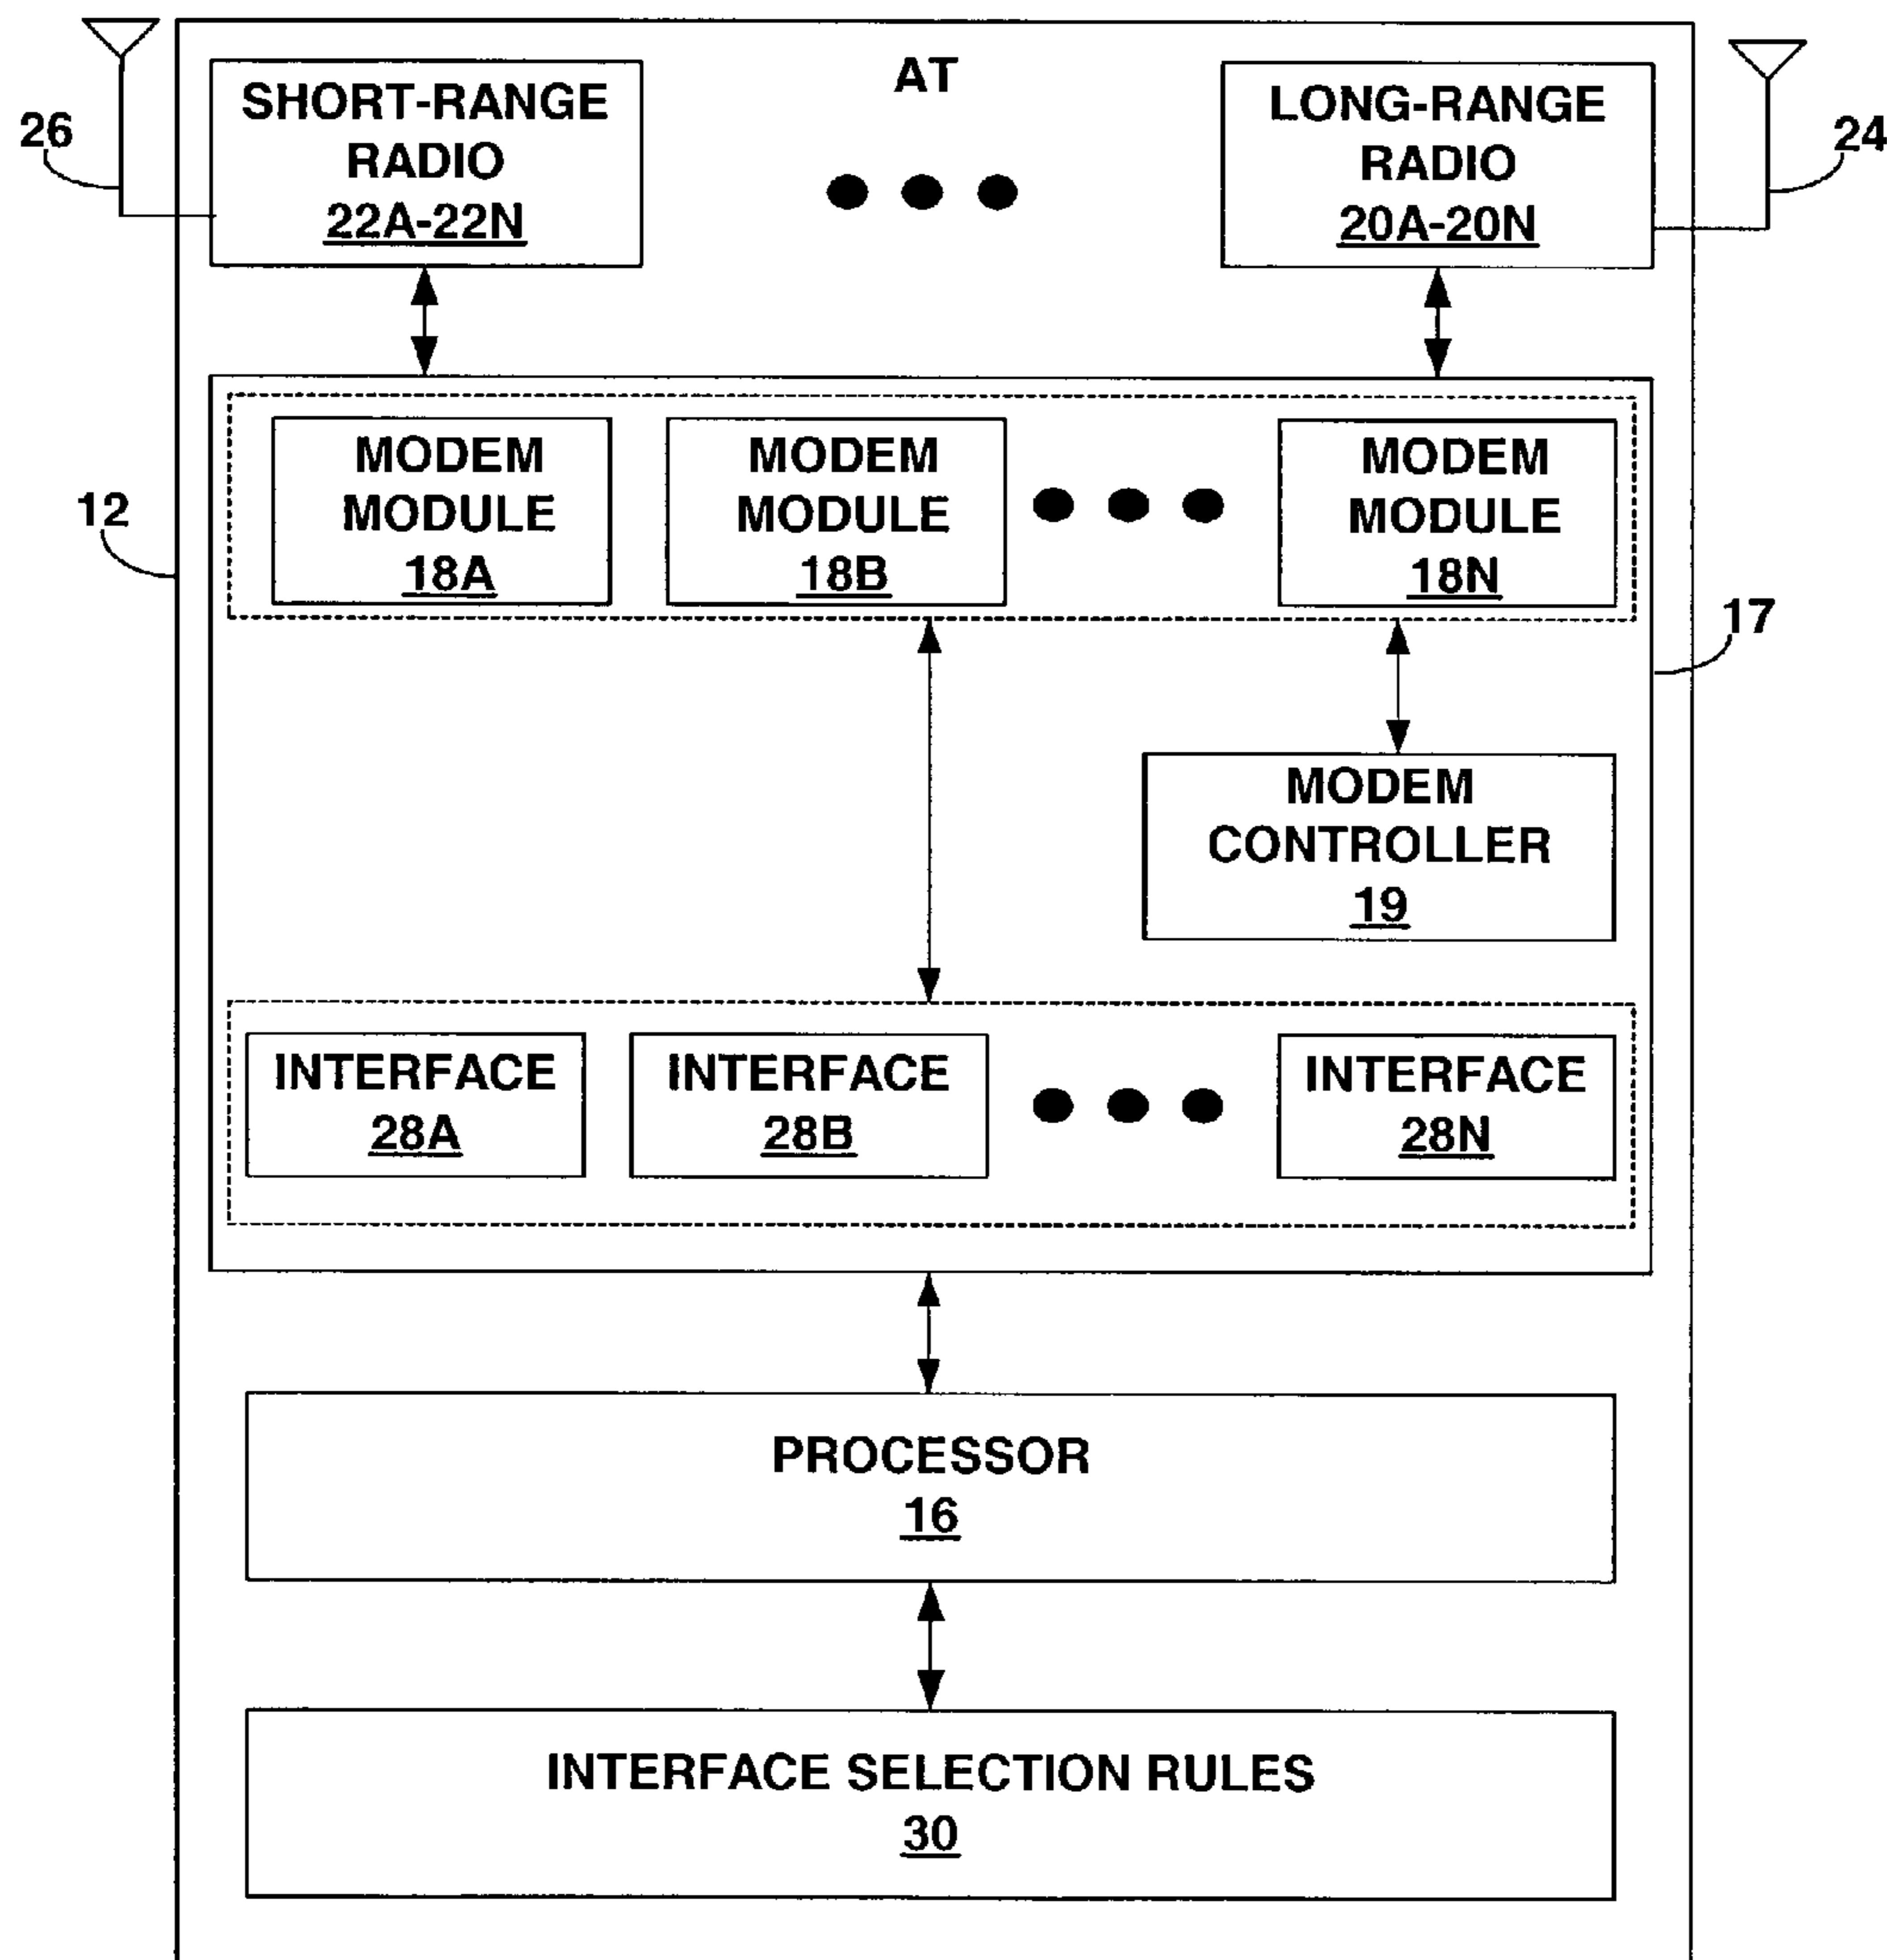 AT
26
SHORT-RANGE
RADIO
22A-22N
LONG-RANGE
RADIO
20A-20N
24
12
MODEM
MODULE
18A
MODEM
MODULE
18B
MODEM
MODULE
18N
17
MODEM
CONTROLLER
19
INTERFACE
28A
INTERFACE
28B
INTERFACE
28N
PROCESSOR
16
INTERFACE SELECTION RULES
30